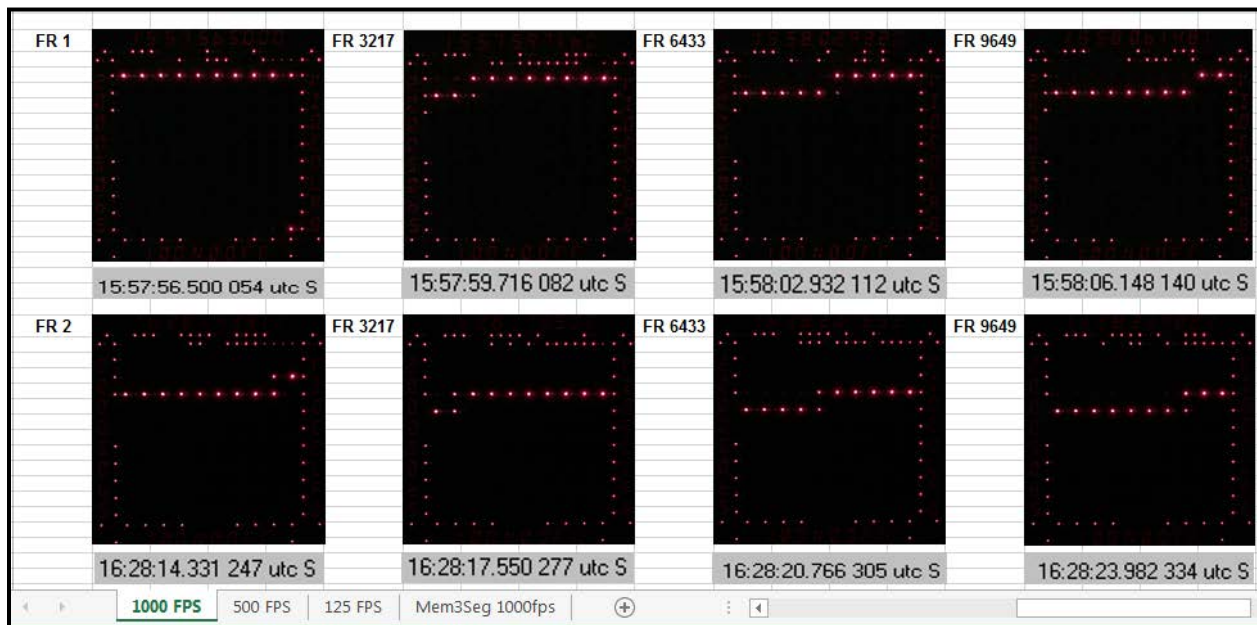 FR 1 FR 3217 FR 6433 FR 9649
15:57:56.500 054 utc S 15:57:59.716 082 utc S 15:58:02.932 112 utc S 15:58:06.148 140 utc S
FR 2 FR 3217 FR 6433 FR 9649
16:28:14.331 247 utc S 16:28:17.550 277 utc S 16:28:20.766 305 utc S 16:28:23.982 334 utc S
1000 FPS 500 FPS 125 FPS Mem3Seg 1000fps